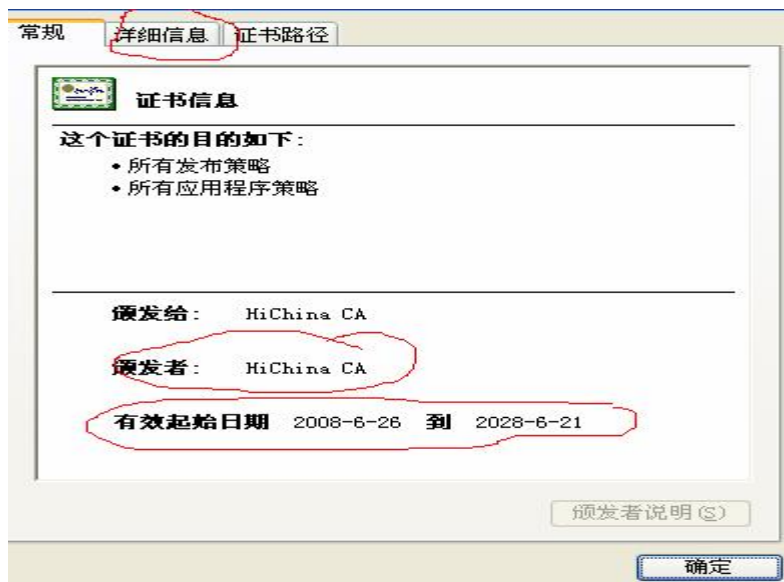 常规 详细信息 证书路径
证书信息
这个证书的目的如下:
•所有发布策略
•所有应用程序策略
颁发给: HiChina CA
颁发者: HiChina CA
有效起始日期 2008-6-26 到 2028-6-21
颁发者说明(S)
确定